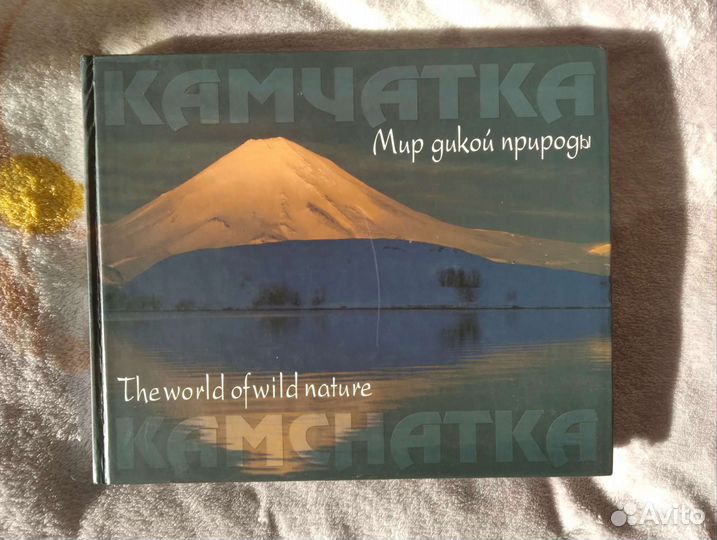 КАМЧАТКА
Мир дикой природы
The world of wild nature
KAMCHATKA
Avito